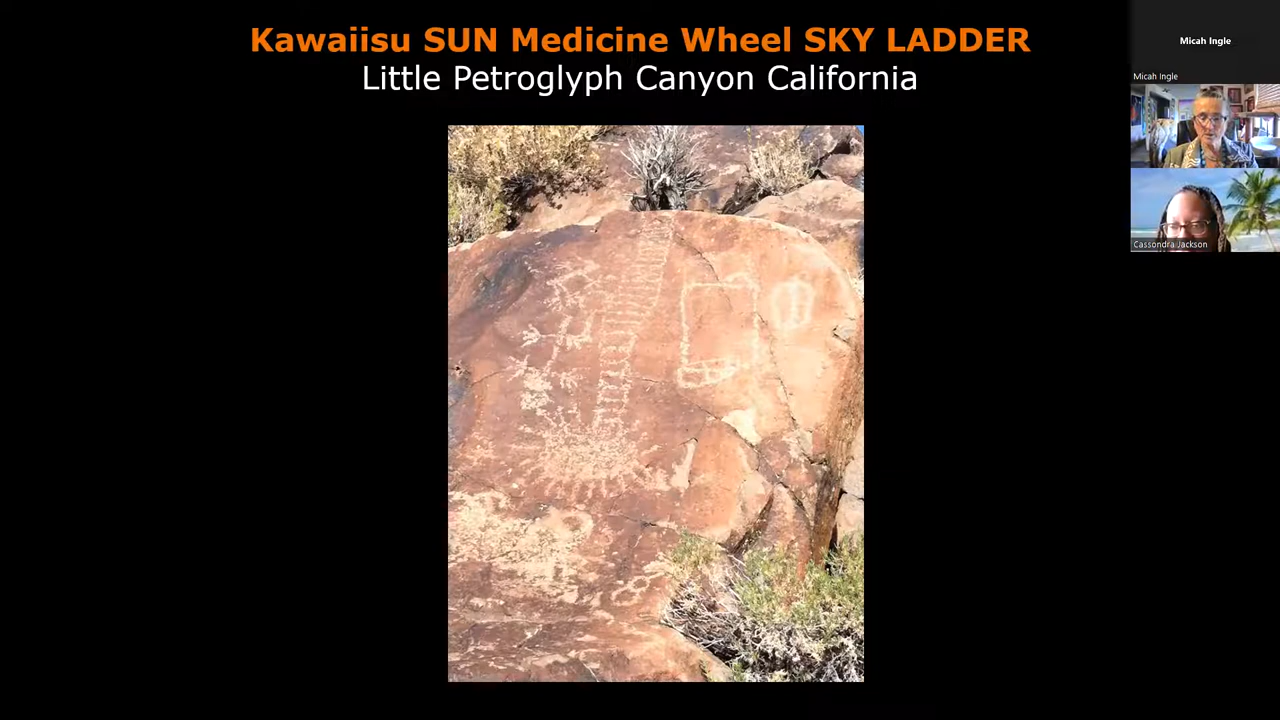 Kawaiisu SUN Medicine Wheel SKY LADDER
Little Petroglyph Canyon California
Micah Ingle
Micah Ingle
Cassondra Jackson